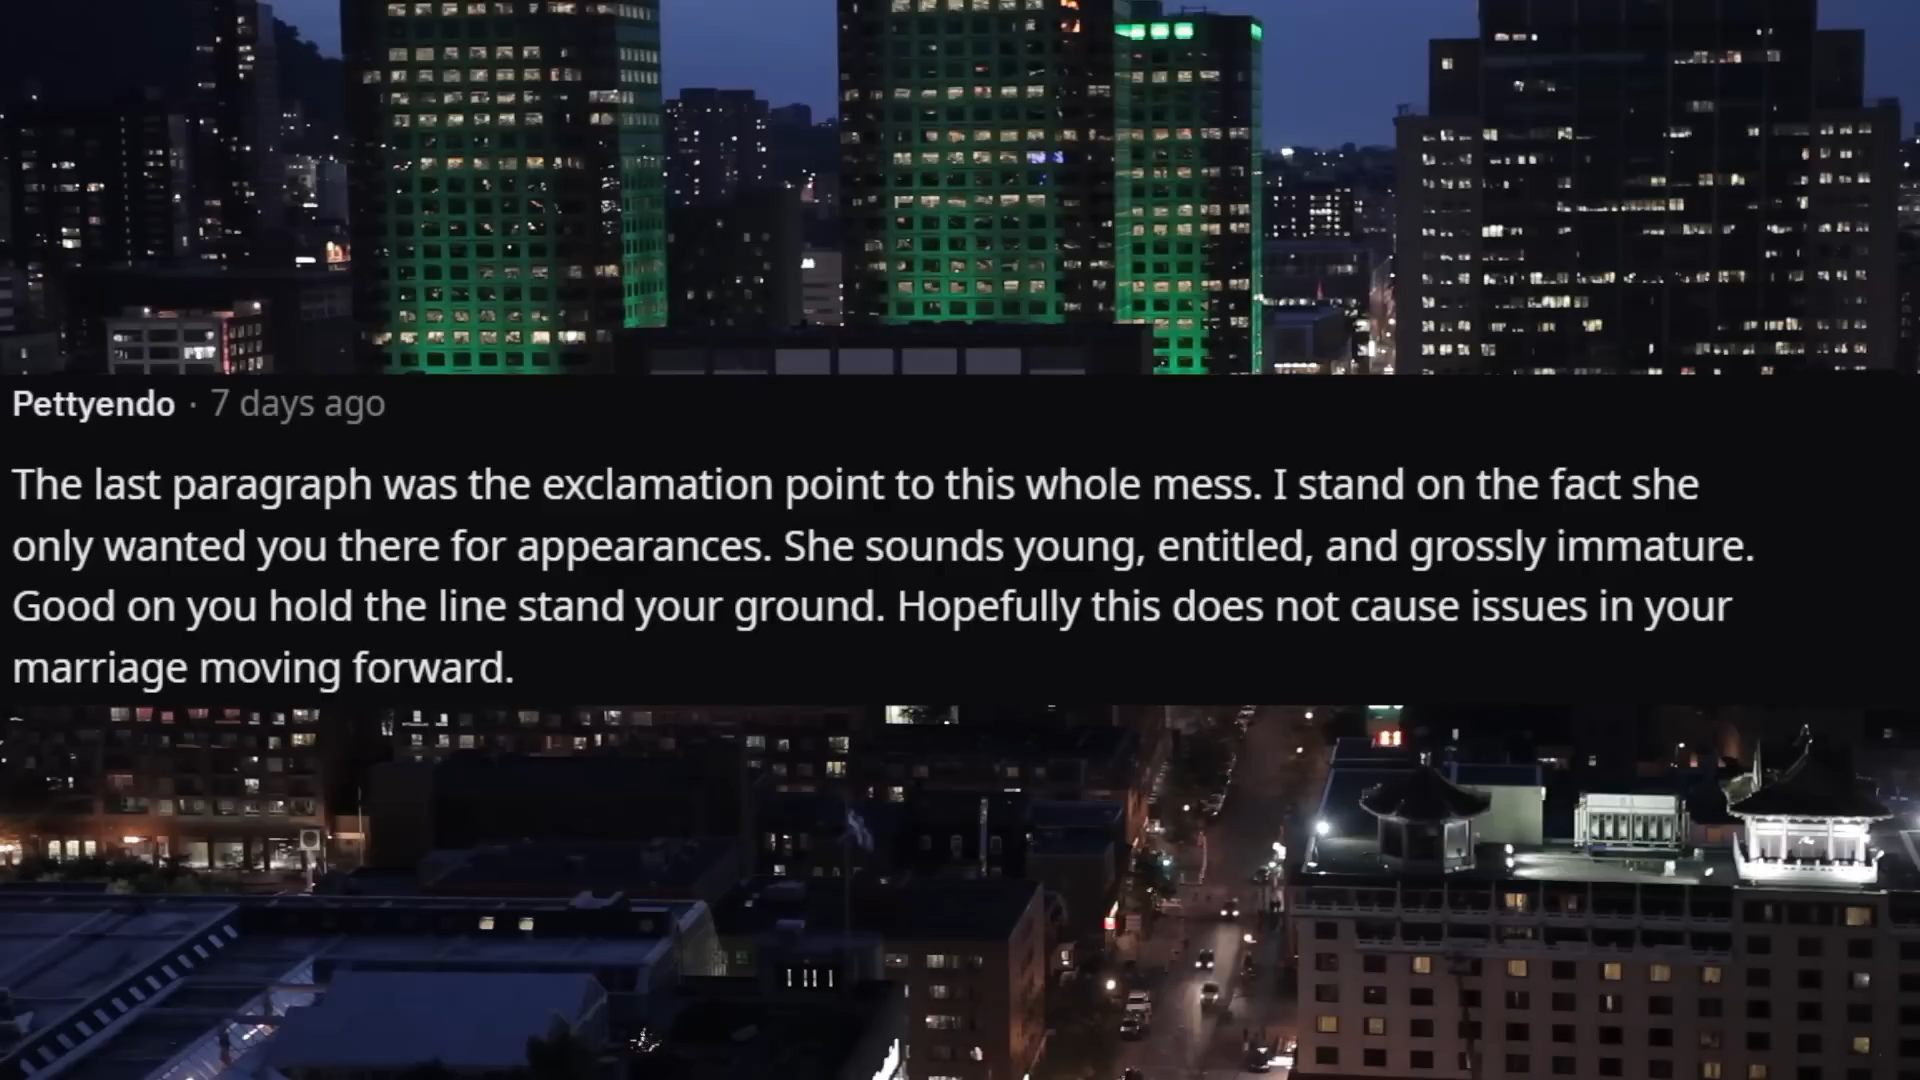 Pettyendo · 7 days ago
The last paragraph was the exclamation point to this whole mess. I stand on the fact she
only wanted you there for appearances. She sounds young, entitled, and grossly immature.
Good on you hold the line stand your ground. Hopefully this does not cause issues in your
marriage moving forward.